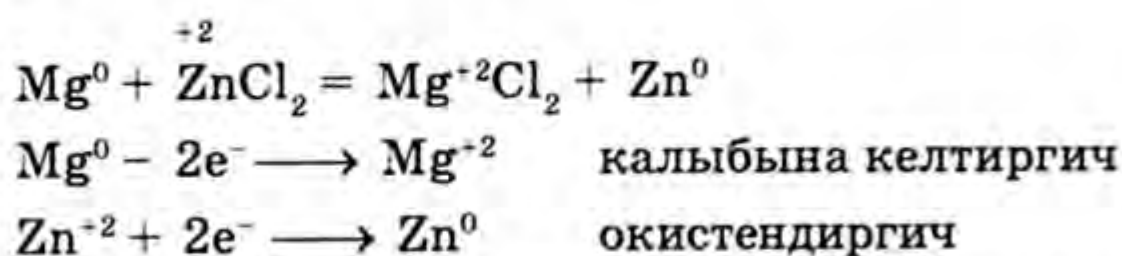 +2
Mg⁰ + ZnCl₂ = Mg⁺²Cl₂ + Zn⁰
Mg⁰ − 2e⁻ ⟶ Mg⁺² калыбына келтиргич
Zn⁺² + 2e⁻ ⟶ Zn⁰ окистендиргич